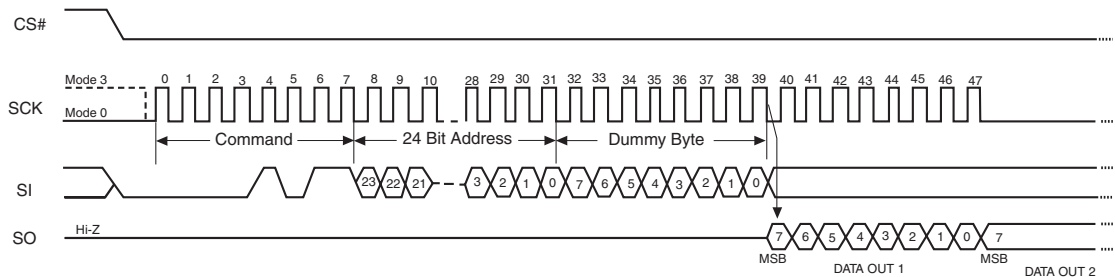 CS#
Mode 3 0 1 2 3 4 5 6 7 8 9 10 28 29 30 31 32 33 34 35 36 37 38 39 40 41 42 43 44 45 46 47
SCK
Mode 0
Command 24 Bit Address Dummy Byte
SI 23 22 21 3 2 1 0 7 6 5 4 3 2 1 0
SO Hi-Z 7 6 5 4 3 2 1 0 7
MSB DATA OUT 1 MSB DATA OUT 2